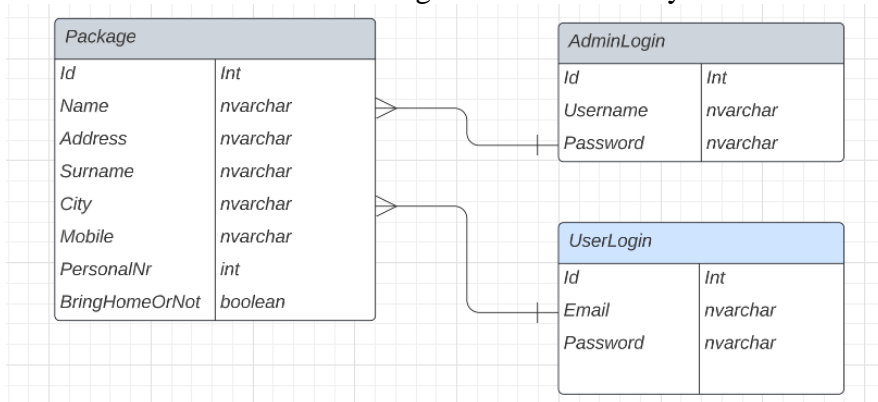 Package
Id Int
Name nvarchar
Address nvarchar
Surname nvarchar
City nvarchar
Mobile nvarchar
PersonalNr int
BringHomeOrNot boolean
AdminLogin
Id Int
Username nvarchar
Password nvarchar
UserLogin
Id Int
Email nvarchar
Password nvarchar